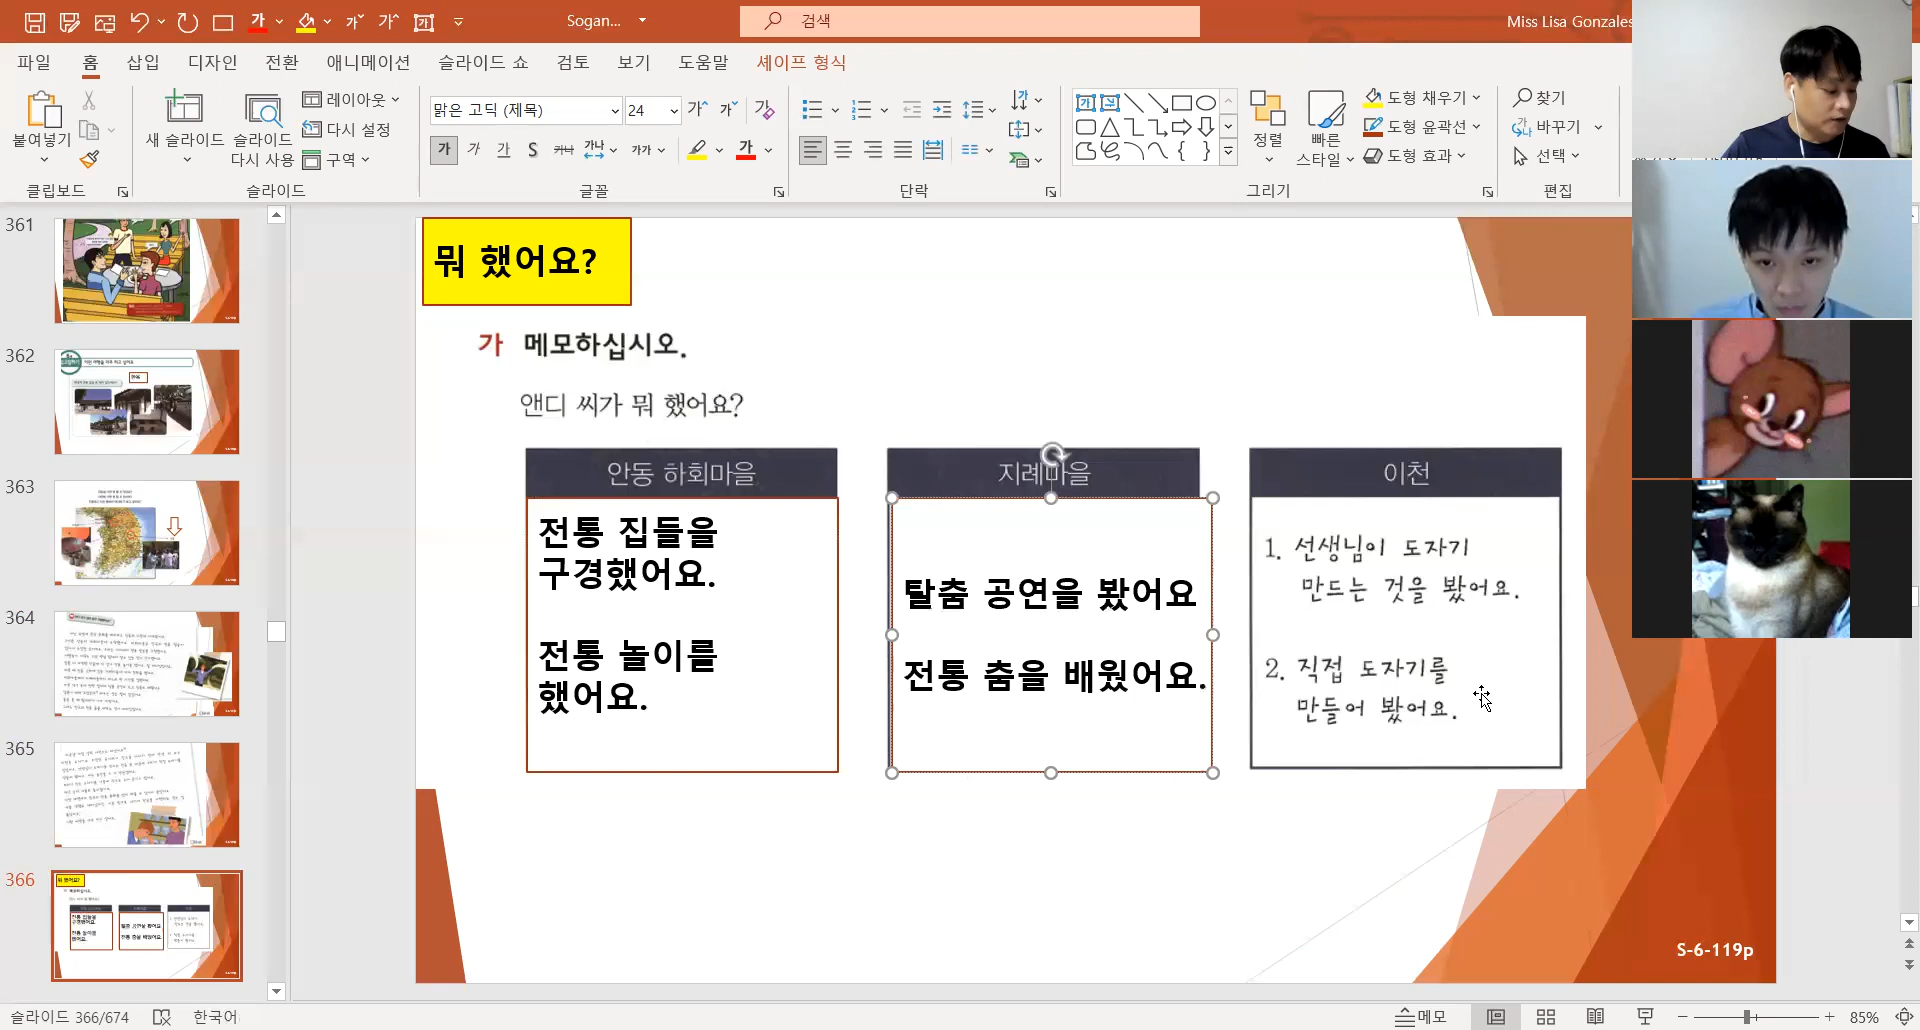 Sogan...
검색
Miss Lisa Gonzales
파일 홈 삽입 디자인 전환 애니메이션 슬라이드 쇼 검토 보기 도움말 셰이프 형식
붙여넣기
클립보드
새 슬라이드
슬라이드 다시 사용
레이아웃
다시 설정
구역
슬라이드
맑은 고딕 (제목) 24
글꼴
단락
정렬
빠른 스타일
도형 채우기
도형 윤곽선
도형 효과
그리기
찾기
바꾸기
선택
편집
361
362
363
364
365
366
뭐 했어요?
가 메모하십시오.
앤디 씨가 뭐 했어요?
안동 하회마을
전통 집들을
구경했어요.
전통 놀이를
했어요.
지례마을
탈춤 공연을 봤어요
전통 춤을 배웠어요.
이천
1. 선생님이 도자기
만드는 것을 봤어요.
2. 직접 도자기를
만들어 봤어요.
S-6-119p
슬라이드 366/674
한국어
메모
85%